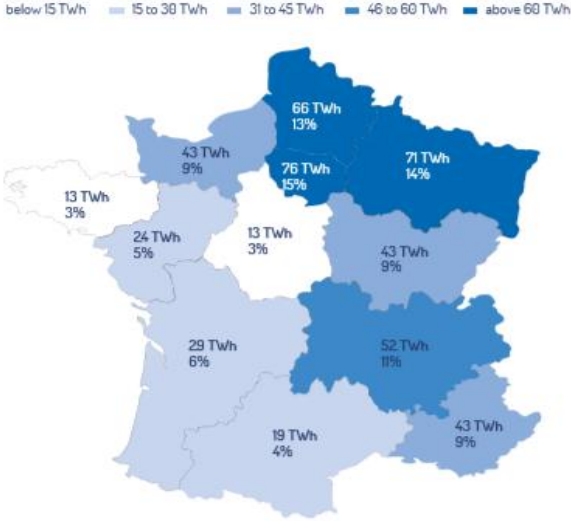 below 15 TWh 15 to 30 TWh 31 to 45 TWh 46 to 60 TWh above 60 TWh
66 TWh
13%
43 TWh
9%
76 TWh
15%
71 TWh
14%
13 TWh
3%
24 TWh
5%
13 TWh
3%
43 TWh
9%
29 TWh
6%
52 TWh
11%
19 TWh
4%
43 TWh
9%